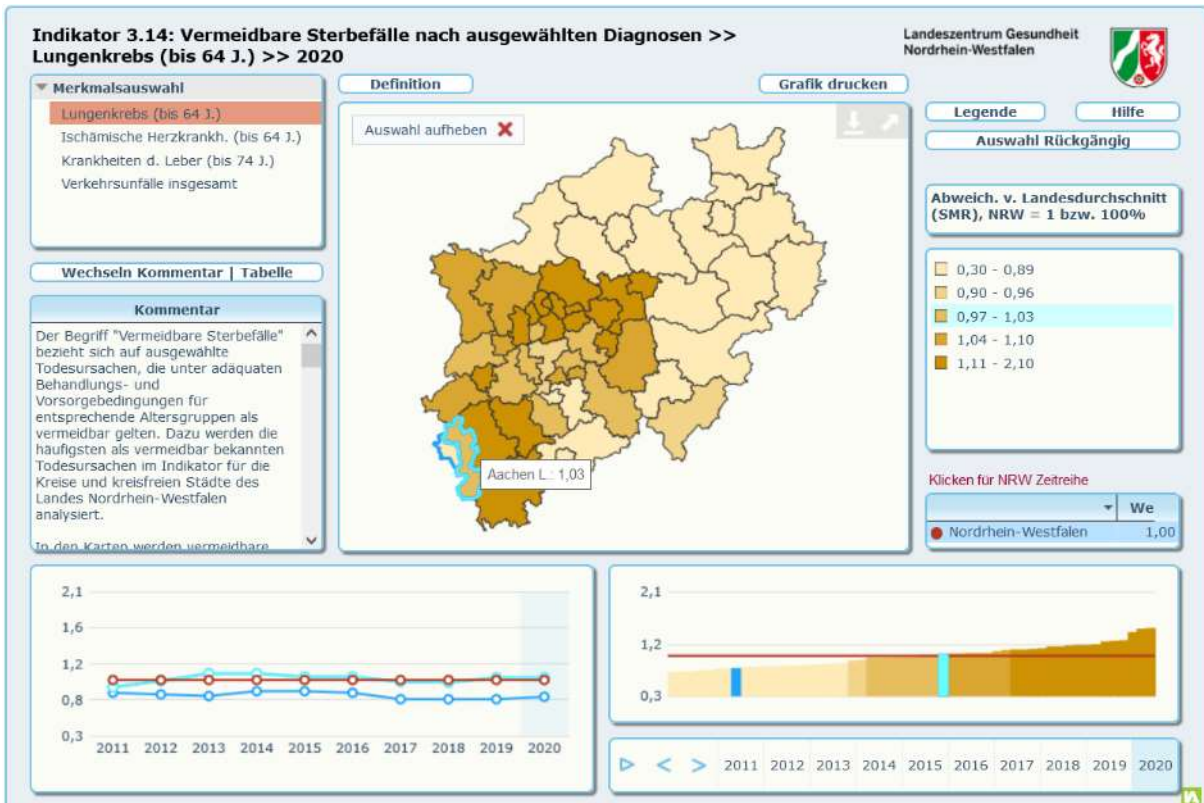 Indikator 3.14: Vermeidbare Sterbefälle nach ausgewählten Diagnosen >>
Lungenkrebs (bis 64 J.) >> 2020
Landeszentrum Gesundheit
Nordrhein-Westfalen
Merkmalsauswahl
Lungenkrebs (bis 64 J.)
Ischämische Herzkrankh. (bis 64 J.)
Krankheiten d. Leber (bis 74 J.)
Verkehrsunfälle insgesamt
Wechseln Kommentar | Tabelle
Kommentar
Der Begriff "Vermeidbare Sterbefälle"
bezieht sich auf ausgewählte
Todesursachen, die unter adäquaten
Behandlungs- und
Vorsorgebedingungen für
entsprechende Altersgruppen als
vermeidbar gelten. Dazu werden die
häufigsten als vermeidbar bekannten
Todesursachen im Indikator für die
Kreise und kreisfreien Städte des
Landes Nordrhein-Westfalen
analysiert.
In den Karten werden vermeidbare
Definition
Grafik drucken
Auswahl aufheben
Aachen L.: 1,03
Legende
Hilfe
Auswahl Rückgängig
Abweich. v. Landesdurchschnitt
(SMR), NRW = 1 bzw. 100%
0,30 - 0,89
0,90 - 0,96
0,97 - 1,03
1,04 - 1,10
1,11 - 2,10
Klicken für NRW Zeitreihe
We
Nordrhein-Westfalen 1,00
2,1
1,6
1,2
0,8
0,3
2011 2012 2013 2014 2015 2016 2017 2018 2019 2020
2,1
1,2
0,3
2011 2012 2013 2014 2015 2016 2017 2018 2019 2020